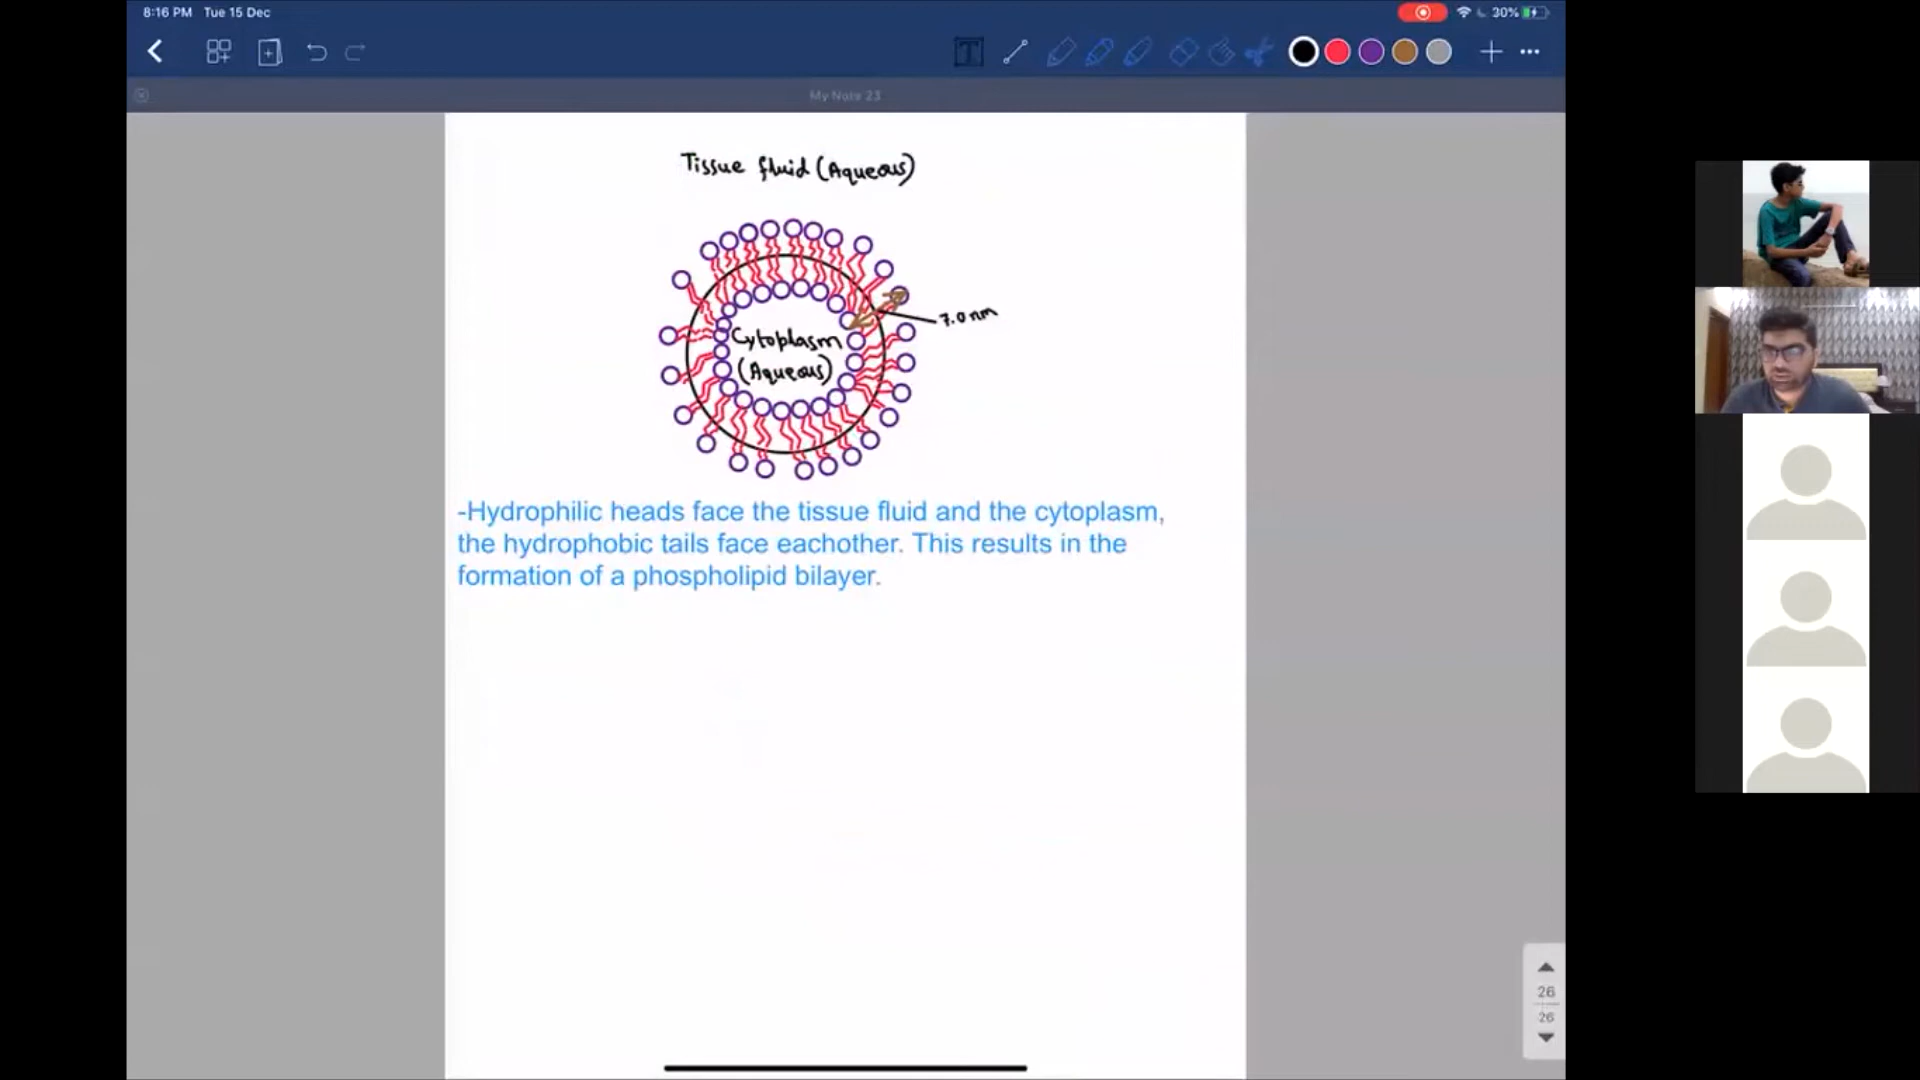 8:16 PM Tue 15 Dec
30%
My Note 23
Tissue fluid (Aqueous)
7.0 nm
Cytoplasm
(Aqueous)
-Hydrophilic heads face the tissue fluid and the cytoplasm,
the hydrophobic tails face eachother. This results in the
formation of a phospholipid bilayer.
26
26